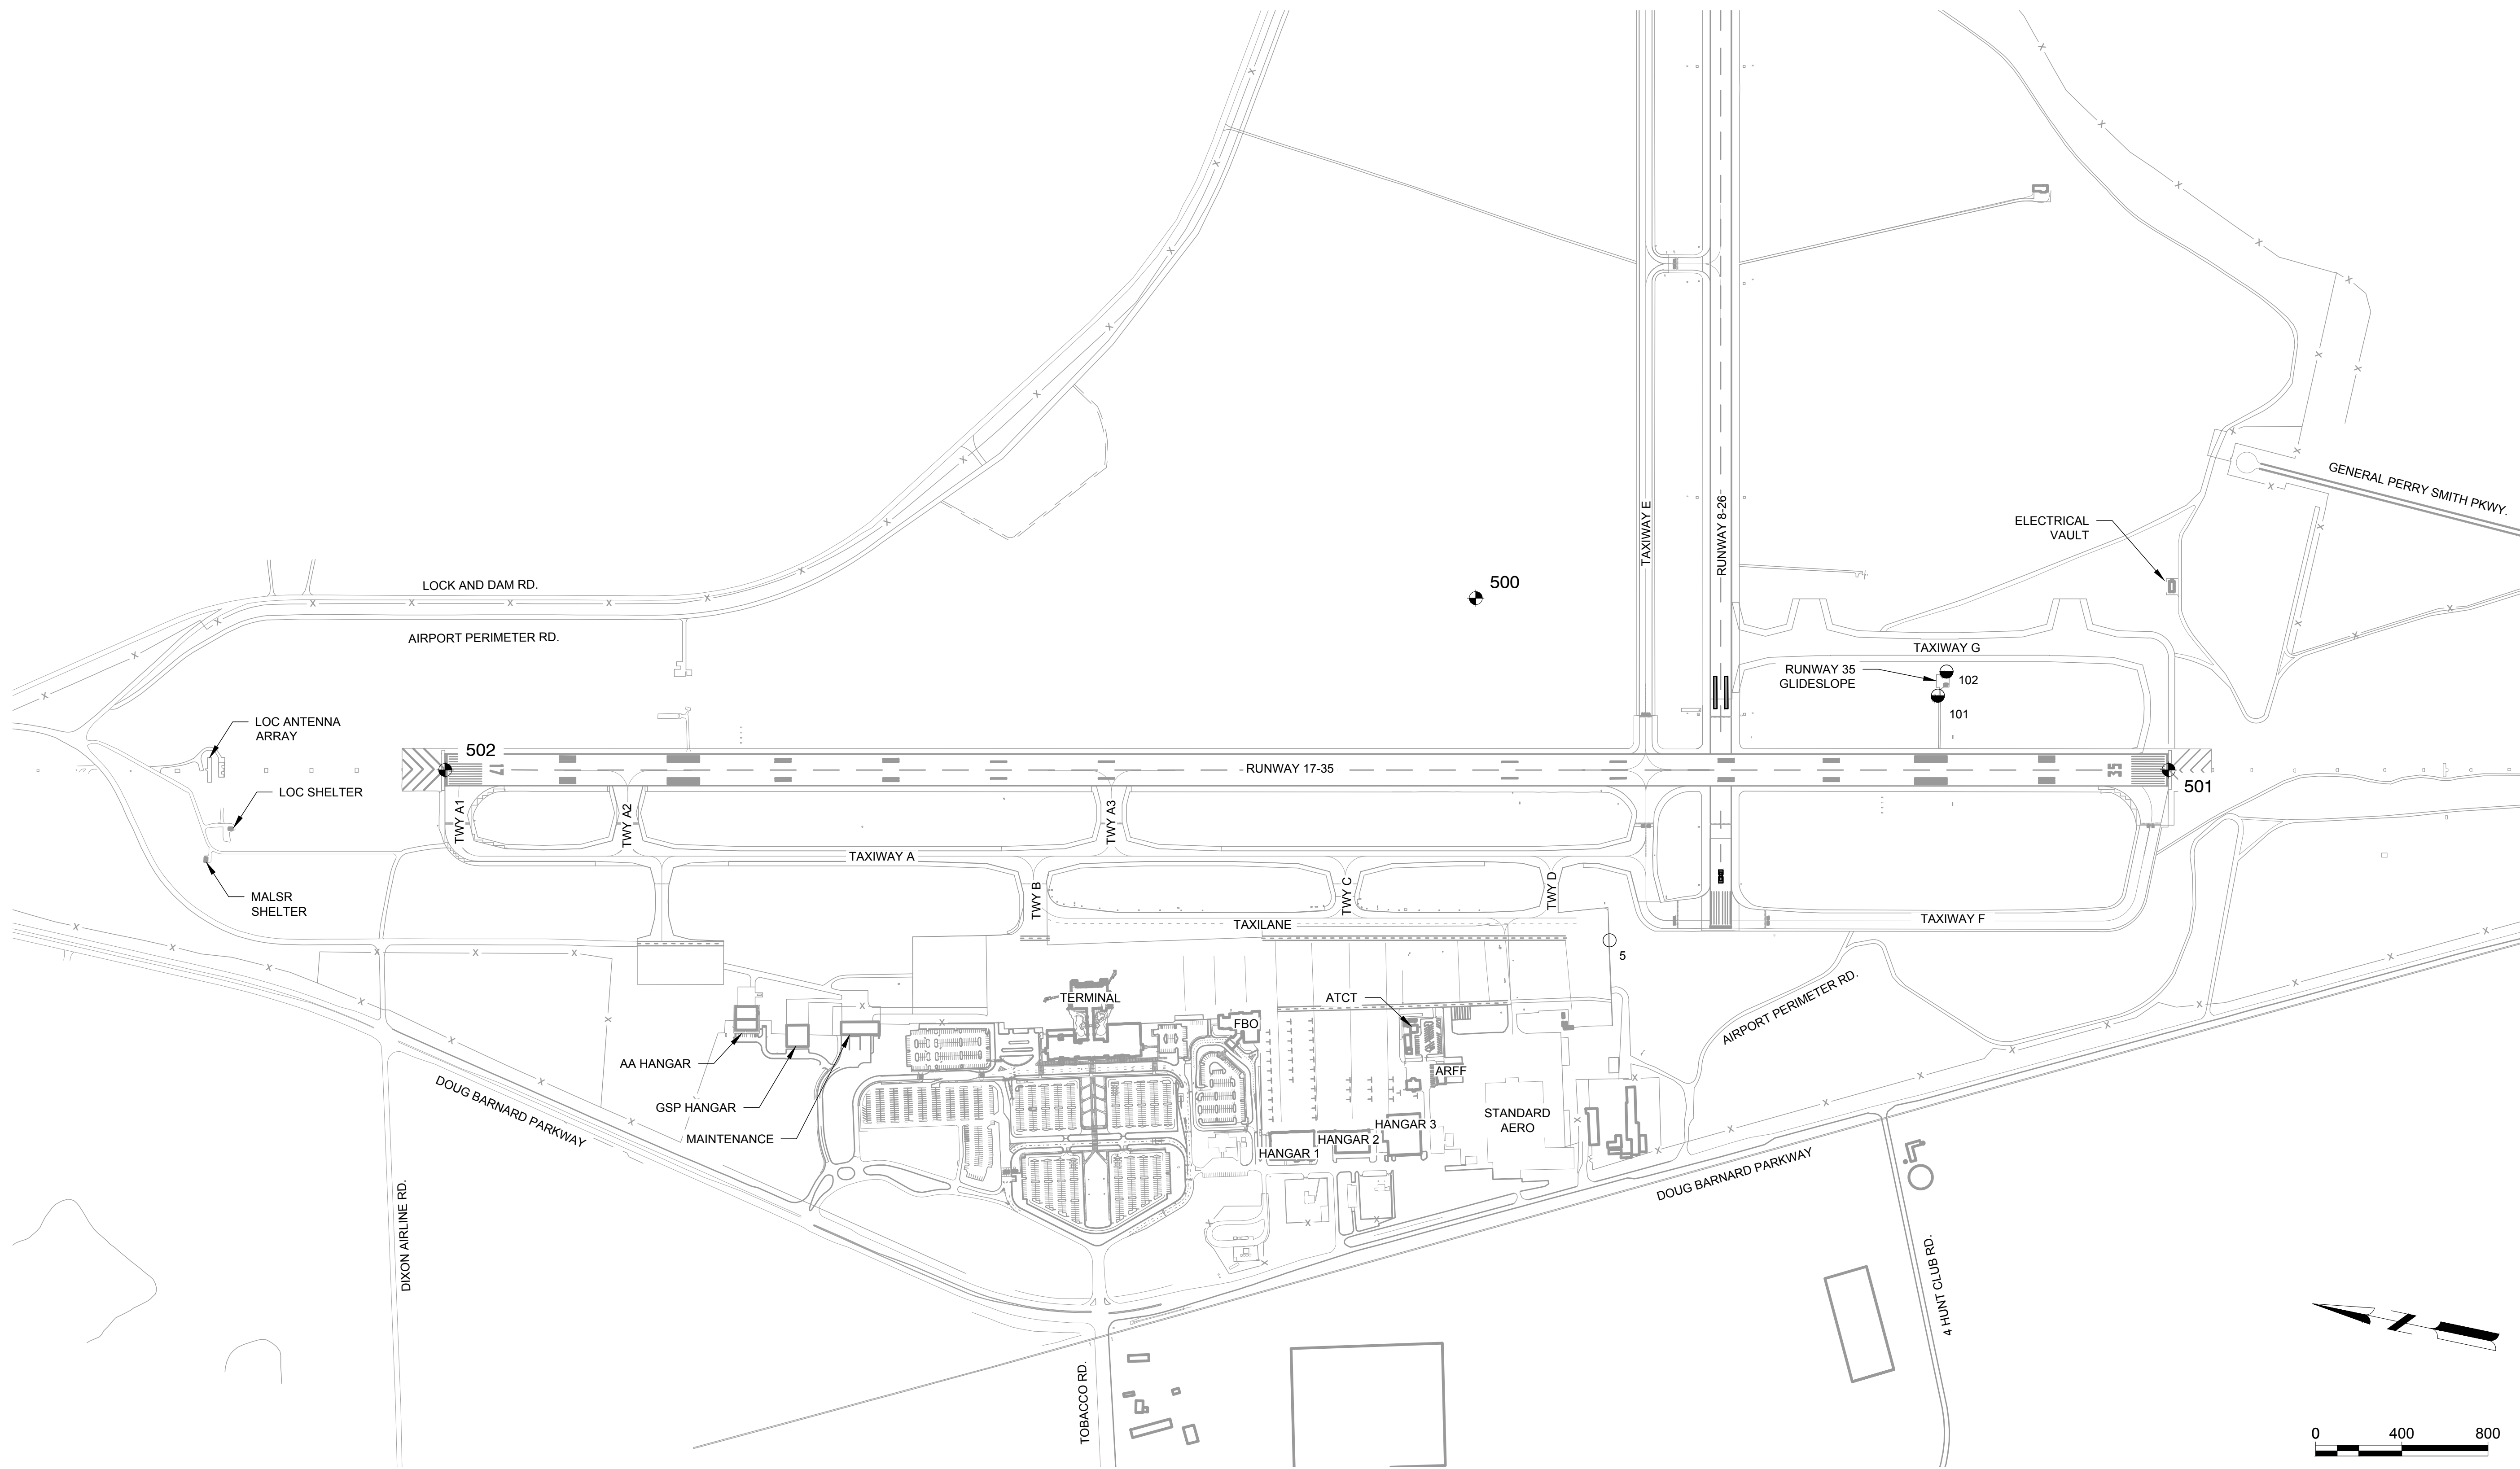 GENERAL PERRY SMITH PKWY.
TAXIWAY E
RUNWAY 8-26
ELECTRICAL
VAULT
500
LOCK AND DAM RD.
AIRPORT PERIMETER RD.
TAXIWAY G
RUNWAY 35
GLIDESLOPE
102
101
LOC ANTENNA
ARRAY
502
17
RUNWAY 17-35
35
501
LOC SHELTER
TWY A1
TWY A2
TWY A3
TAXIWAY A
MALSR
SHELTER
TWY B
TWY C
TWY D
TAXILANE
TAXIWAY F
5
TERMINAL
ATCT
FBO
AIRPORT PERIMETER RD.
AA HANGAR
ARFF
GSP HANGAR
DOUG BARNARD PARKWAY
MAINTENANCE
STANDARD
AERO
HANGAR 3
HANGAR 2
HANGAR 1
DOUG BARNARD PARKWAY
DIXON AIRLINE RD.
4 HUNT CLUB RD.
TOBACCO RD.
0 400 800